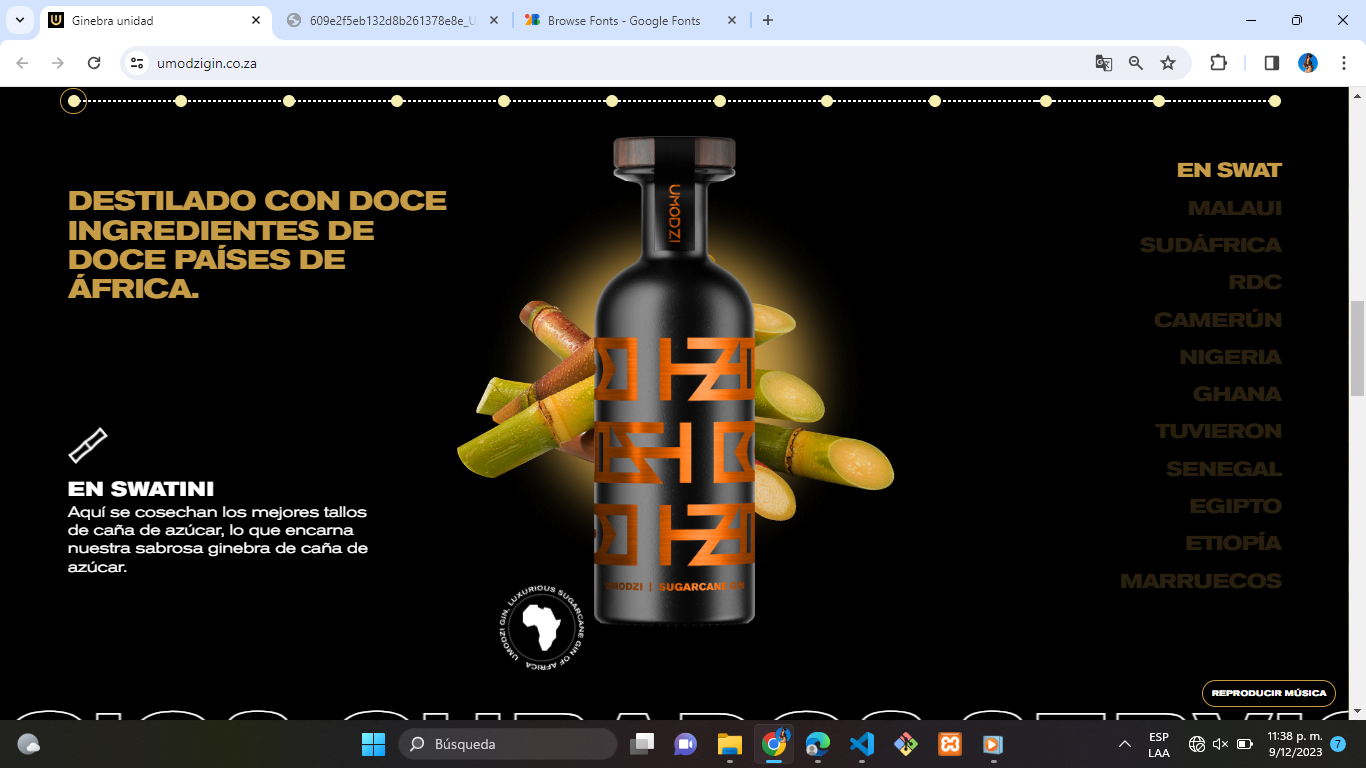 Ginebra unidad
609e2f5eb132d8b261378e8e_U
Browse Fonts - Google Fonts
umodzigin.co.za
DESTILADO CON DOCE
INGREDIENTES DE
DOCE PAÍSES DE
ÁFRICA.
EN SWATINI
Aquí se cosechan los mejores tallos
de caña de azúcar, lo que encarna
nuestra sabrosa ginebra de caña de
azúcar.
UMODZI
UMODZI | SUGARCANE GIN
UMODZI GIN, LUXURIOUS SUGARCANE GIN OF AFRICA
EN SWAT
MALAUI
SUDÁFRICA
RDC
CAMERÚN
NIGERIA
GHANA
TUVIERON
SENEGAL
EGIPTO
ETIOPÍA
MARRUECOS
REPRODUCIR MÚSICA
Búsqueda
ESP
LAA
11:38 p. m.
9/12/2023
7